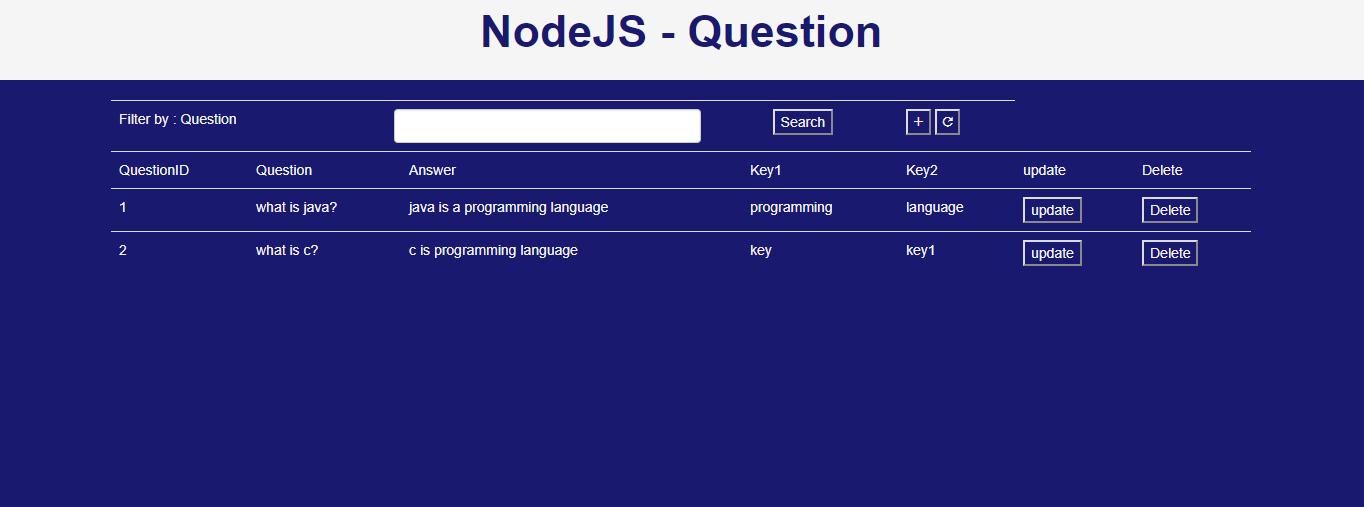 NodeJS - Question
Filter by : Question Search +
QuestionID Question Answer Key1 Key2 update Delete
1 what is java? java is a programming language programming language update Delete
2 what is c? c is programming language key key1 update Delete